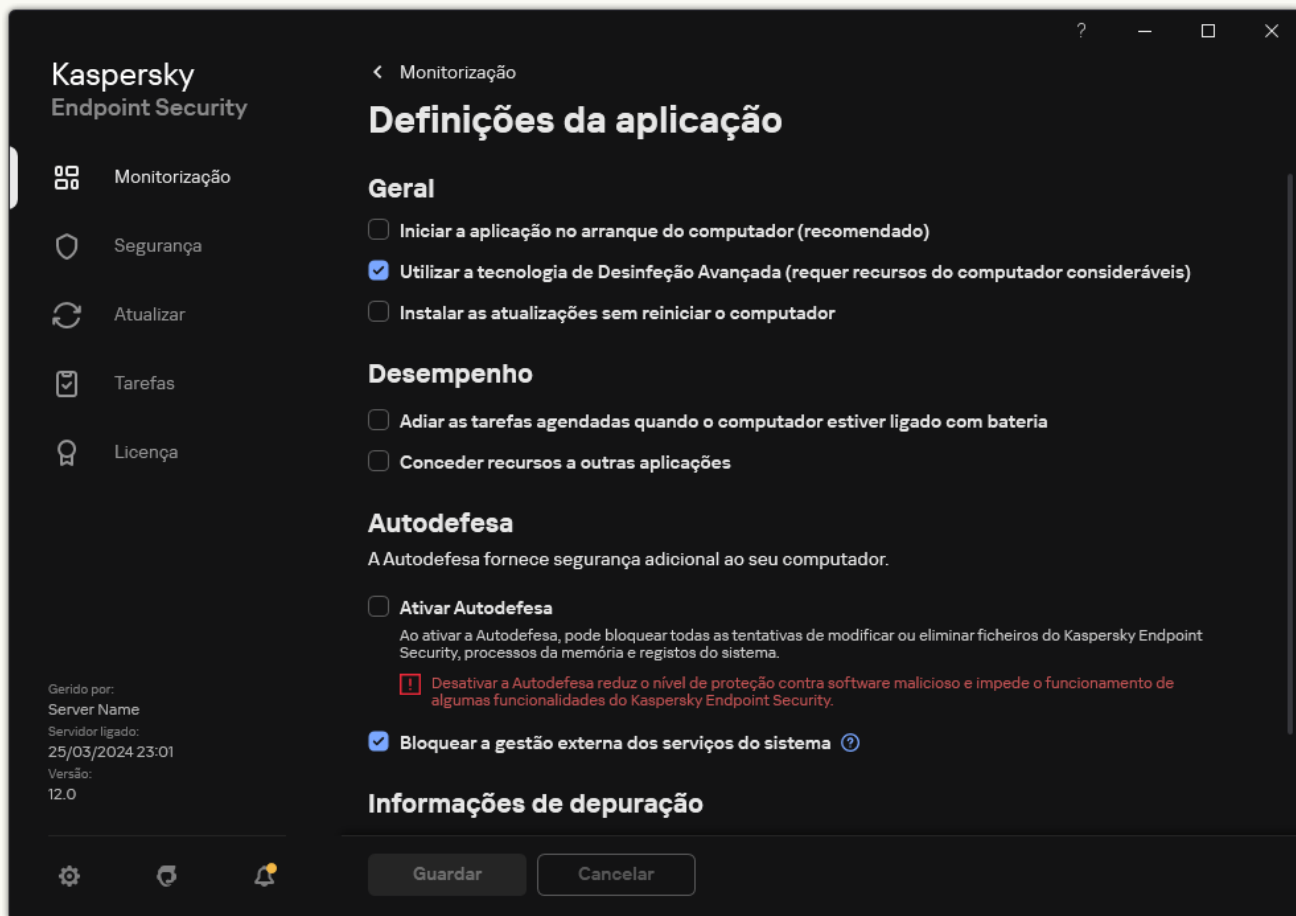 Kaspersky
Endpoint Security
Monitorização
Segurança
Atualizar
Tarefas
Licença
Gerido por:
Server Name
Servidor ligado:
25/03/2024 23:01
Versão:
12.0
?
Monitorização
Definições da aplicação
Geral
Iniciar a aplicação no arranque do computador (recomendado)
Utilizar a tecnologia de Desinfeção Avançada (requer recursos do computador consideráveis)
Instalar as atualizações sem reiniciar o computador
Desempenho
Adiar as tarefas agendadas quando o computador estiver ligado com bateria
Conceder recursos a outras aplicações
Autodefesa
A Autodefesa fornece segurança adicional ao seu computador.
Ativar Autodefesa
Ao ativar a Autodefesa, pode bloquear todas as tentativas de modificar ou eliminar ficheiros do Kaspersky Endpoint
Security, processos da memória e registos do sistema.
Desativar a Autodefesa reduz o nível de proteção contra software malicioso e impede o funcionamento de
algumas funcionalidades do Kaspersky Endpoint Security.
Bloquear a gestão externa dos serviços do sistema ?
Informações de depuração
Guardar
Cancelar